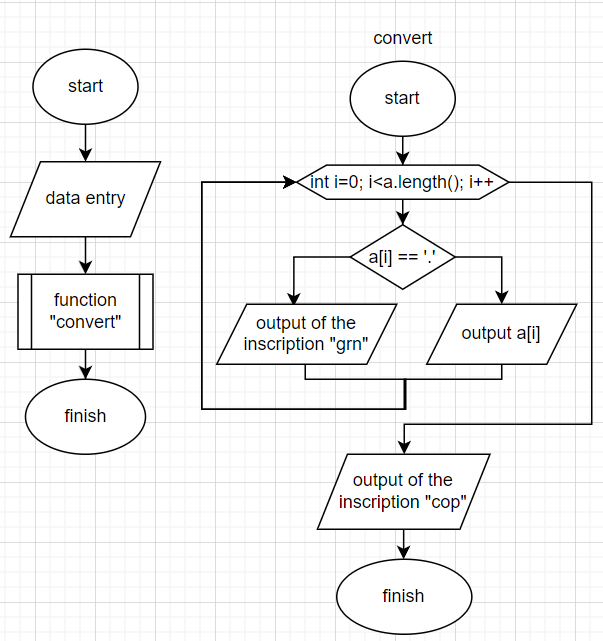 start
data entry
function
"convert"
finish
convert
start
int i=0; i<a.length(); i++
a[i] == '.'
output of the
inscription "grn"
output a[i]
output of the
inscription "cop"
finish